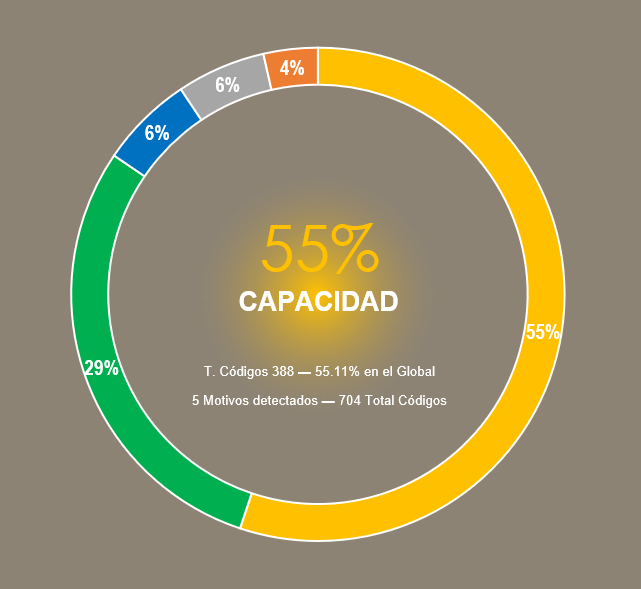 4%
6%
6%
55%
CAPACIDAD
55%
29%
T. Códigos 388 — 55.11% en el Global
5 Motivos detectados — 704 Total Códigos